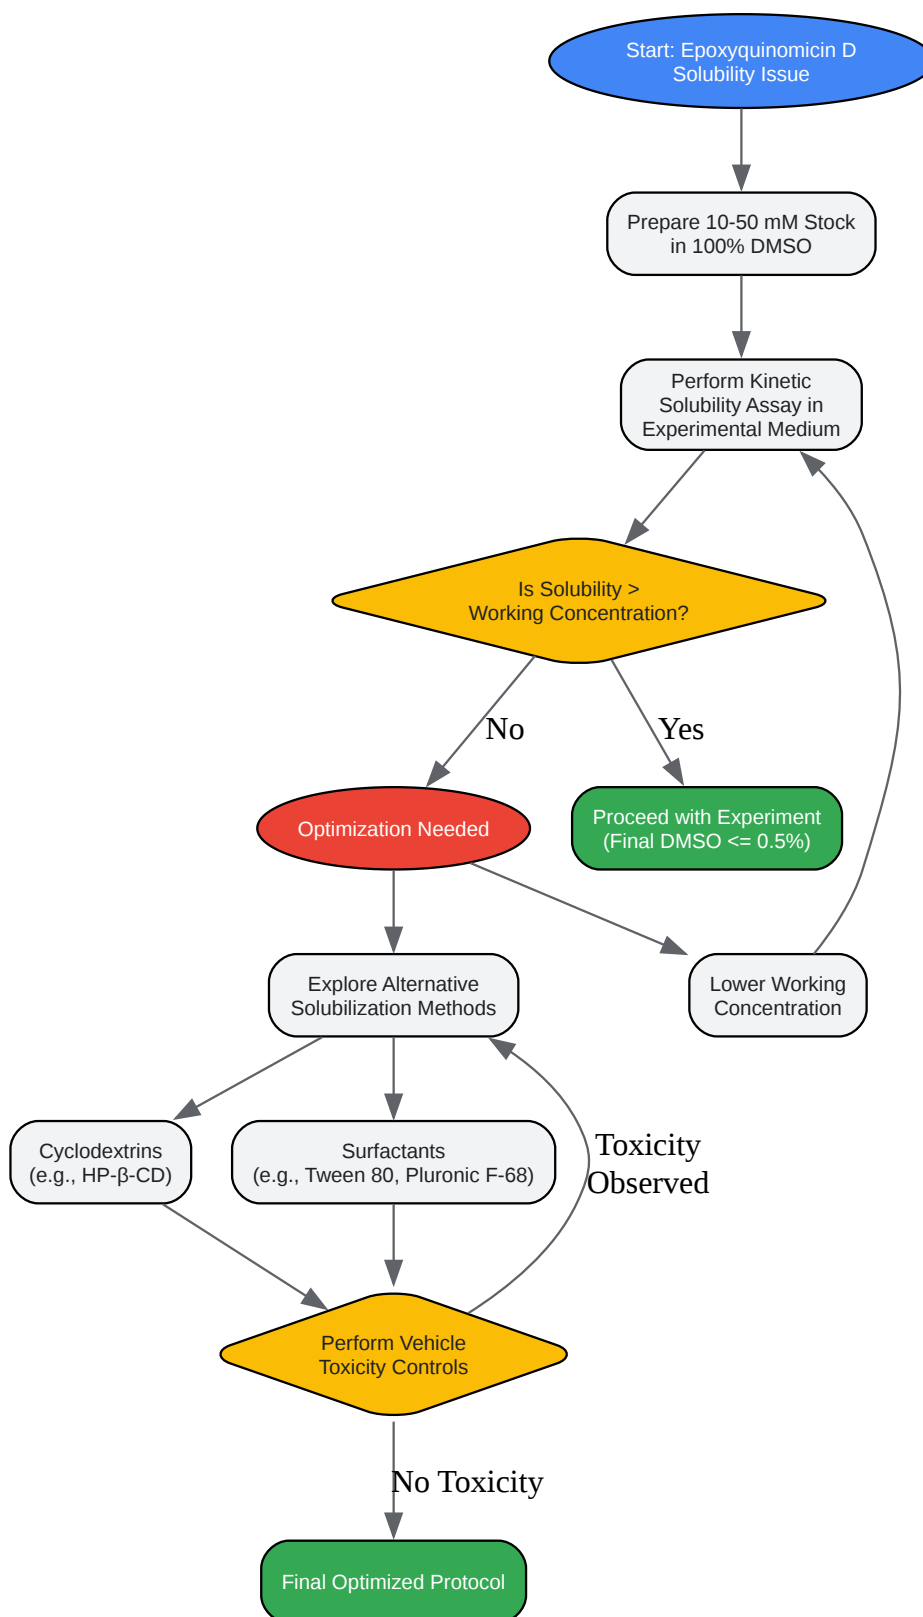 Start: Epoxyquinomicin D
Solubility Issue
Prepare 10-50 mM Stock
in 100% DMSO
Perform Kinetic
Solubility Assay in
Experimental Medium
Is Solubility >
Working Concentration?
No
Yes
Optimization Needed
Proceed with Experiment
(Final DMSO <= 0.5%)
Explore Alternative
Solubilization Methods
Lower Working
Concentration
Cyclodextrins
(e.g., HP-β-CD)
Surfactants
(e.g., Tween 80, Pluronic F-68)
Toxicity
Observed
Perform Vehicle
Toxicity Controls
No Toxicity
Final Optimized Protocol